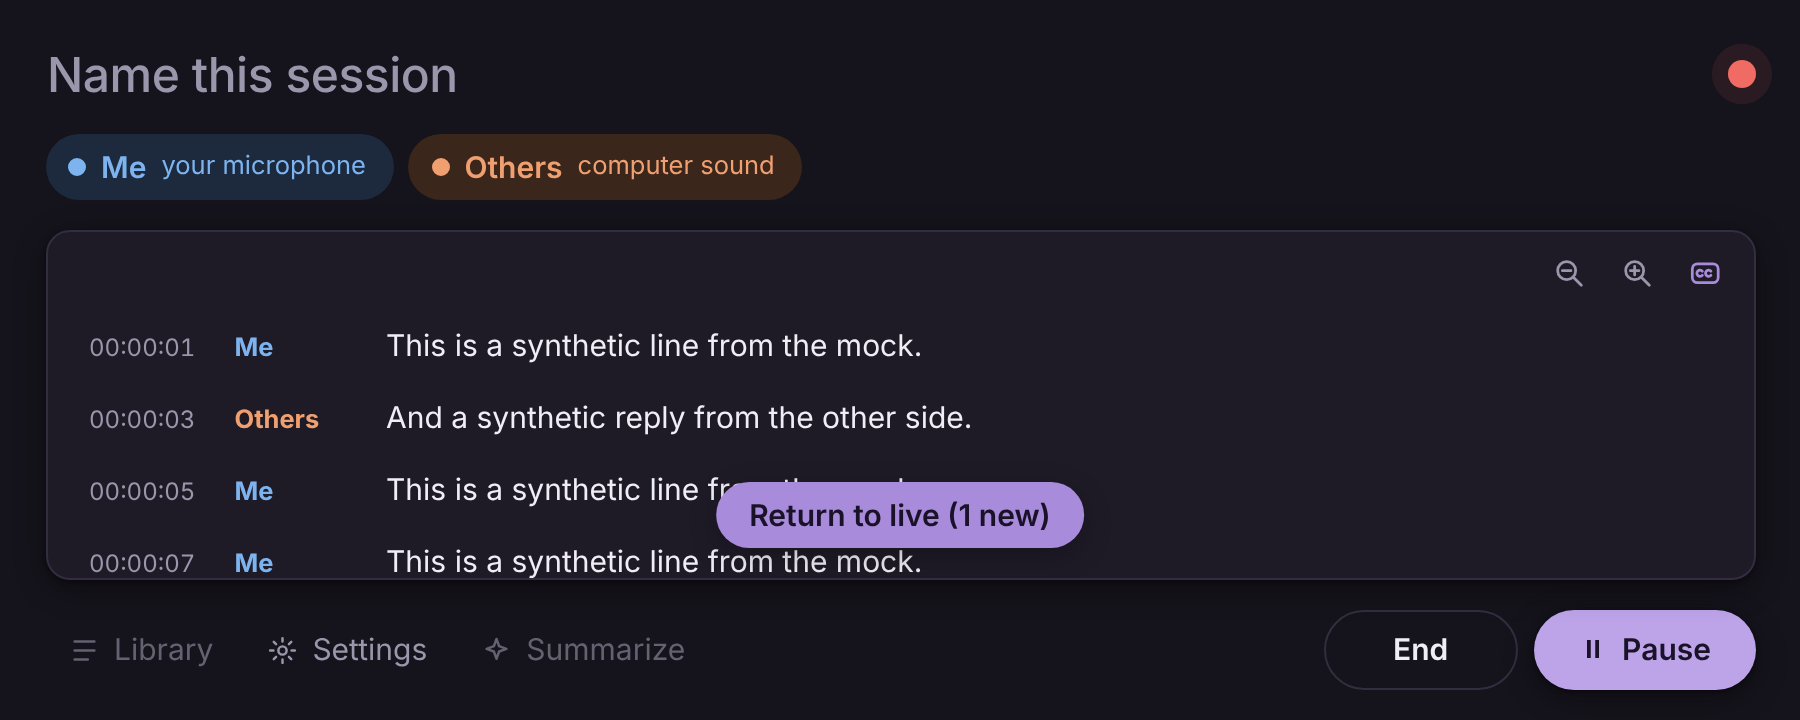 Name this session
Me your microphone
Others computer sound
CC
00:00:01 Me This is a synthetic line from the mock.
00:00:03 Others And a synthetic reply from the other side.
00:00:05 Me This is a synthetic line
Return to live (1 new)
00:00:07 Me This is a synthetic line from the mock.
Library
Settings
Summarize
End
Pause